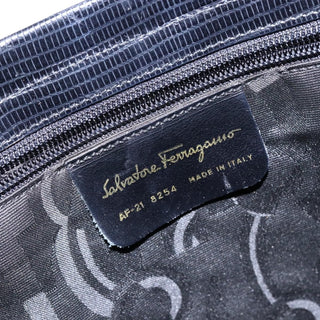 Salvatore Ferragamo
AF-21 8254 MADE IN ITALY